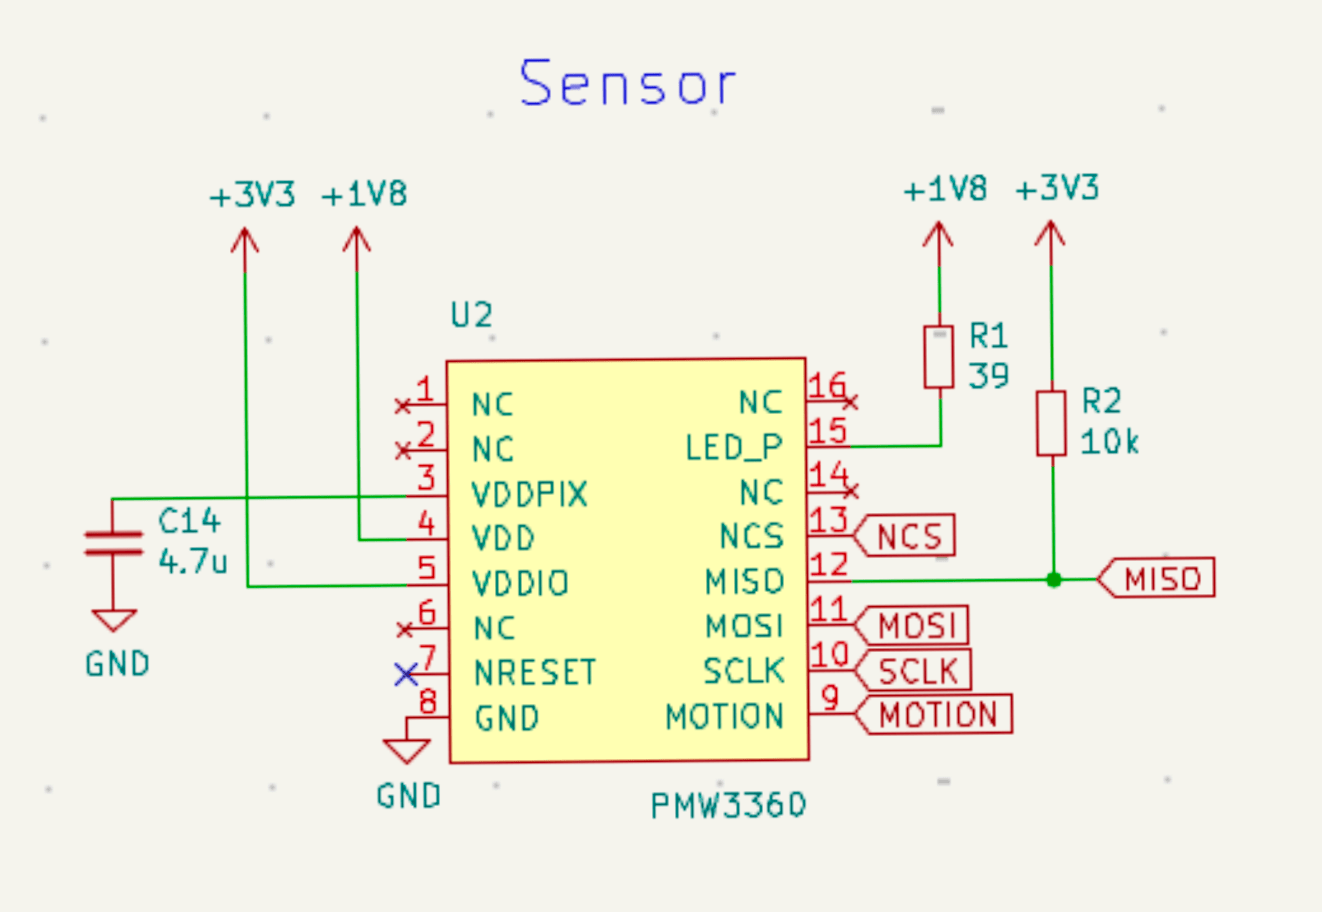 Sensor
+3V3 +1V8
+1V8 +3V3
U2
R1
39
R2
10k
C14
4.7u
GND
1 NC
2 NC
3 VDDPIX
4 VDD
5 VDDIO
6 NC
7 NRESET
8 GND
GND
NC 16
LED_P 15
NC 14
NCS 13 NCS
MISO 12 MISO
MOSI 11 MOSI
SCLK 10 SCLK
MOTION 9 MOTION
PMW3360